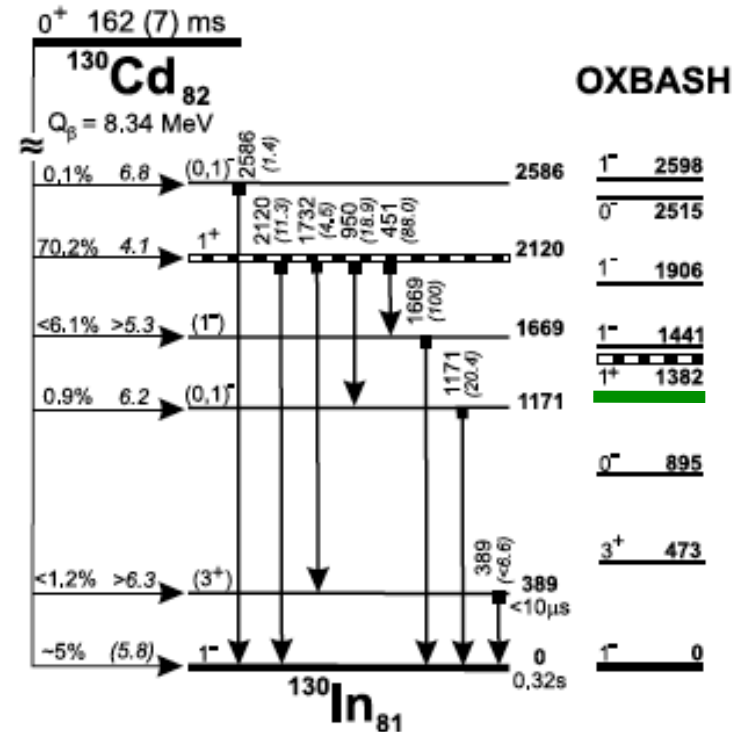 0+ 162 (7) ms
130Cd82
Qβ = 8.34 MeV
OXBASH
0,1% 6.8 (0,1)- 2586 (1.4) 2586
70,2% 4.1 1+ 2120 (11.3) 1732 (4.5) 950 (18.9) 451 (88.0) 2120
<6.1% >5.3 (1-) 1669 (100) 1669
0.9% 6.2 (0,1)- 1171 (20.4) 1171
<1.2% >6.3 (3+) 389 (<6.6) 389
<10μs
~5% (5.8) 1- 0
0,32s
130In81
1- 2598
0- 2515
1- 1906
1- 1441
1+ 1382
0- 895
3+ 473
1- 0